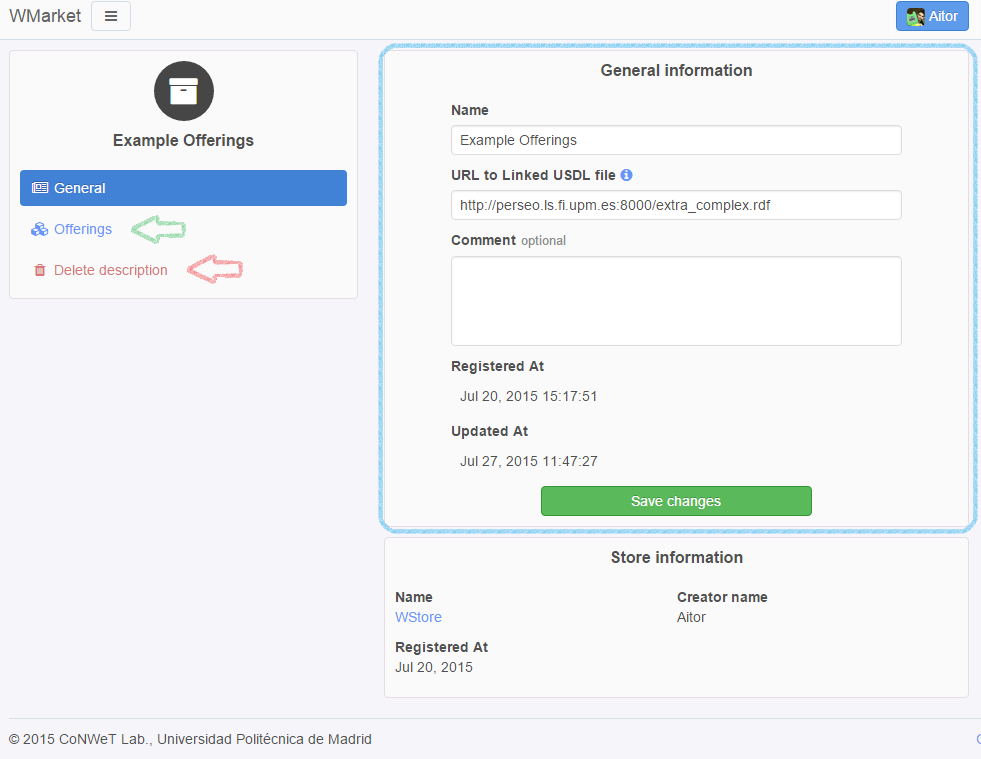 WMarket
Aitor
Example Offerings
General
Offerings
Delete description
General information
Name
Example Offerings
URL to Linked USDL file
http://perseo.ls.fi.upm.es:8000/extra_complex.rdf
Comment optional
Registered At
Jul 20, 2015 15:17:51
Updated At
Jul 27, 2015 11:47:27
Save changes
Store information
Name
WStore
Creator name
Aitor
Registered At
Jul 20, 2015
© 2015 CoNWeT Lab., Universidad Politécnica de Madrid